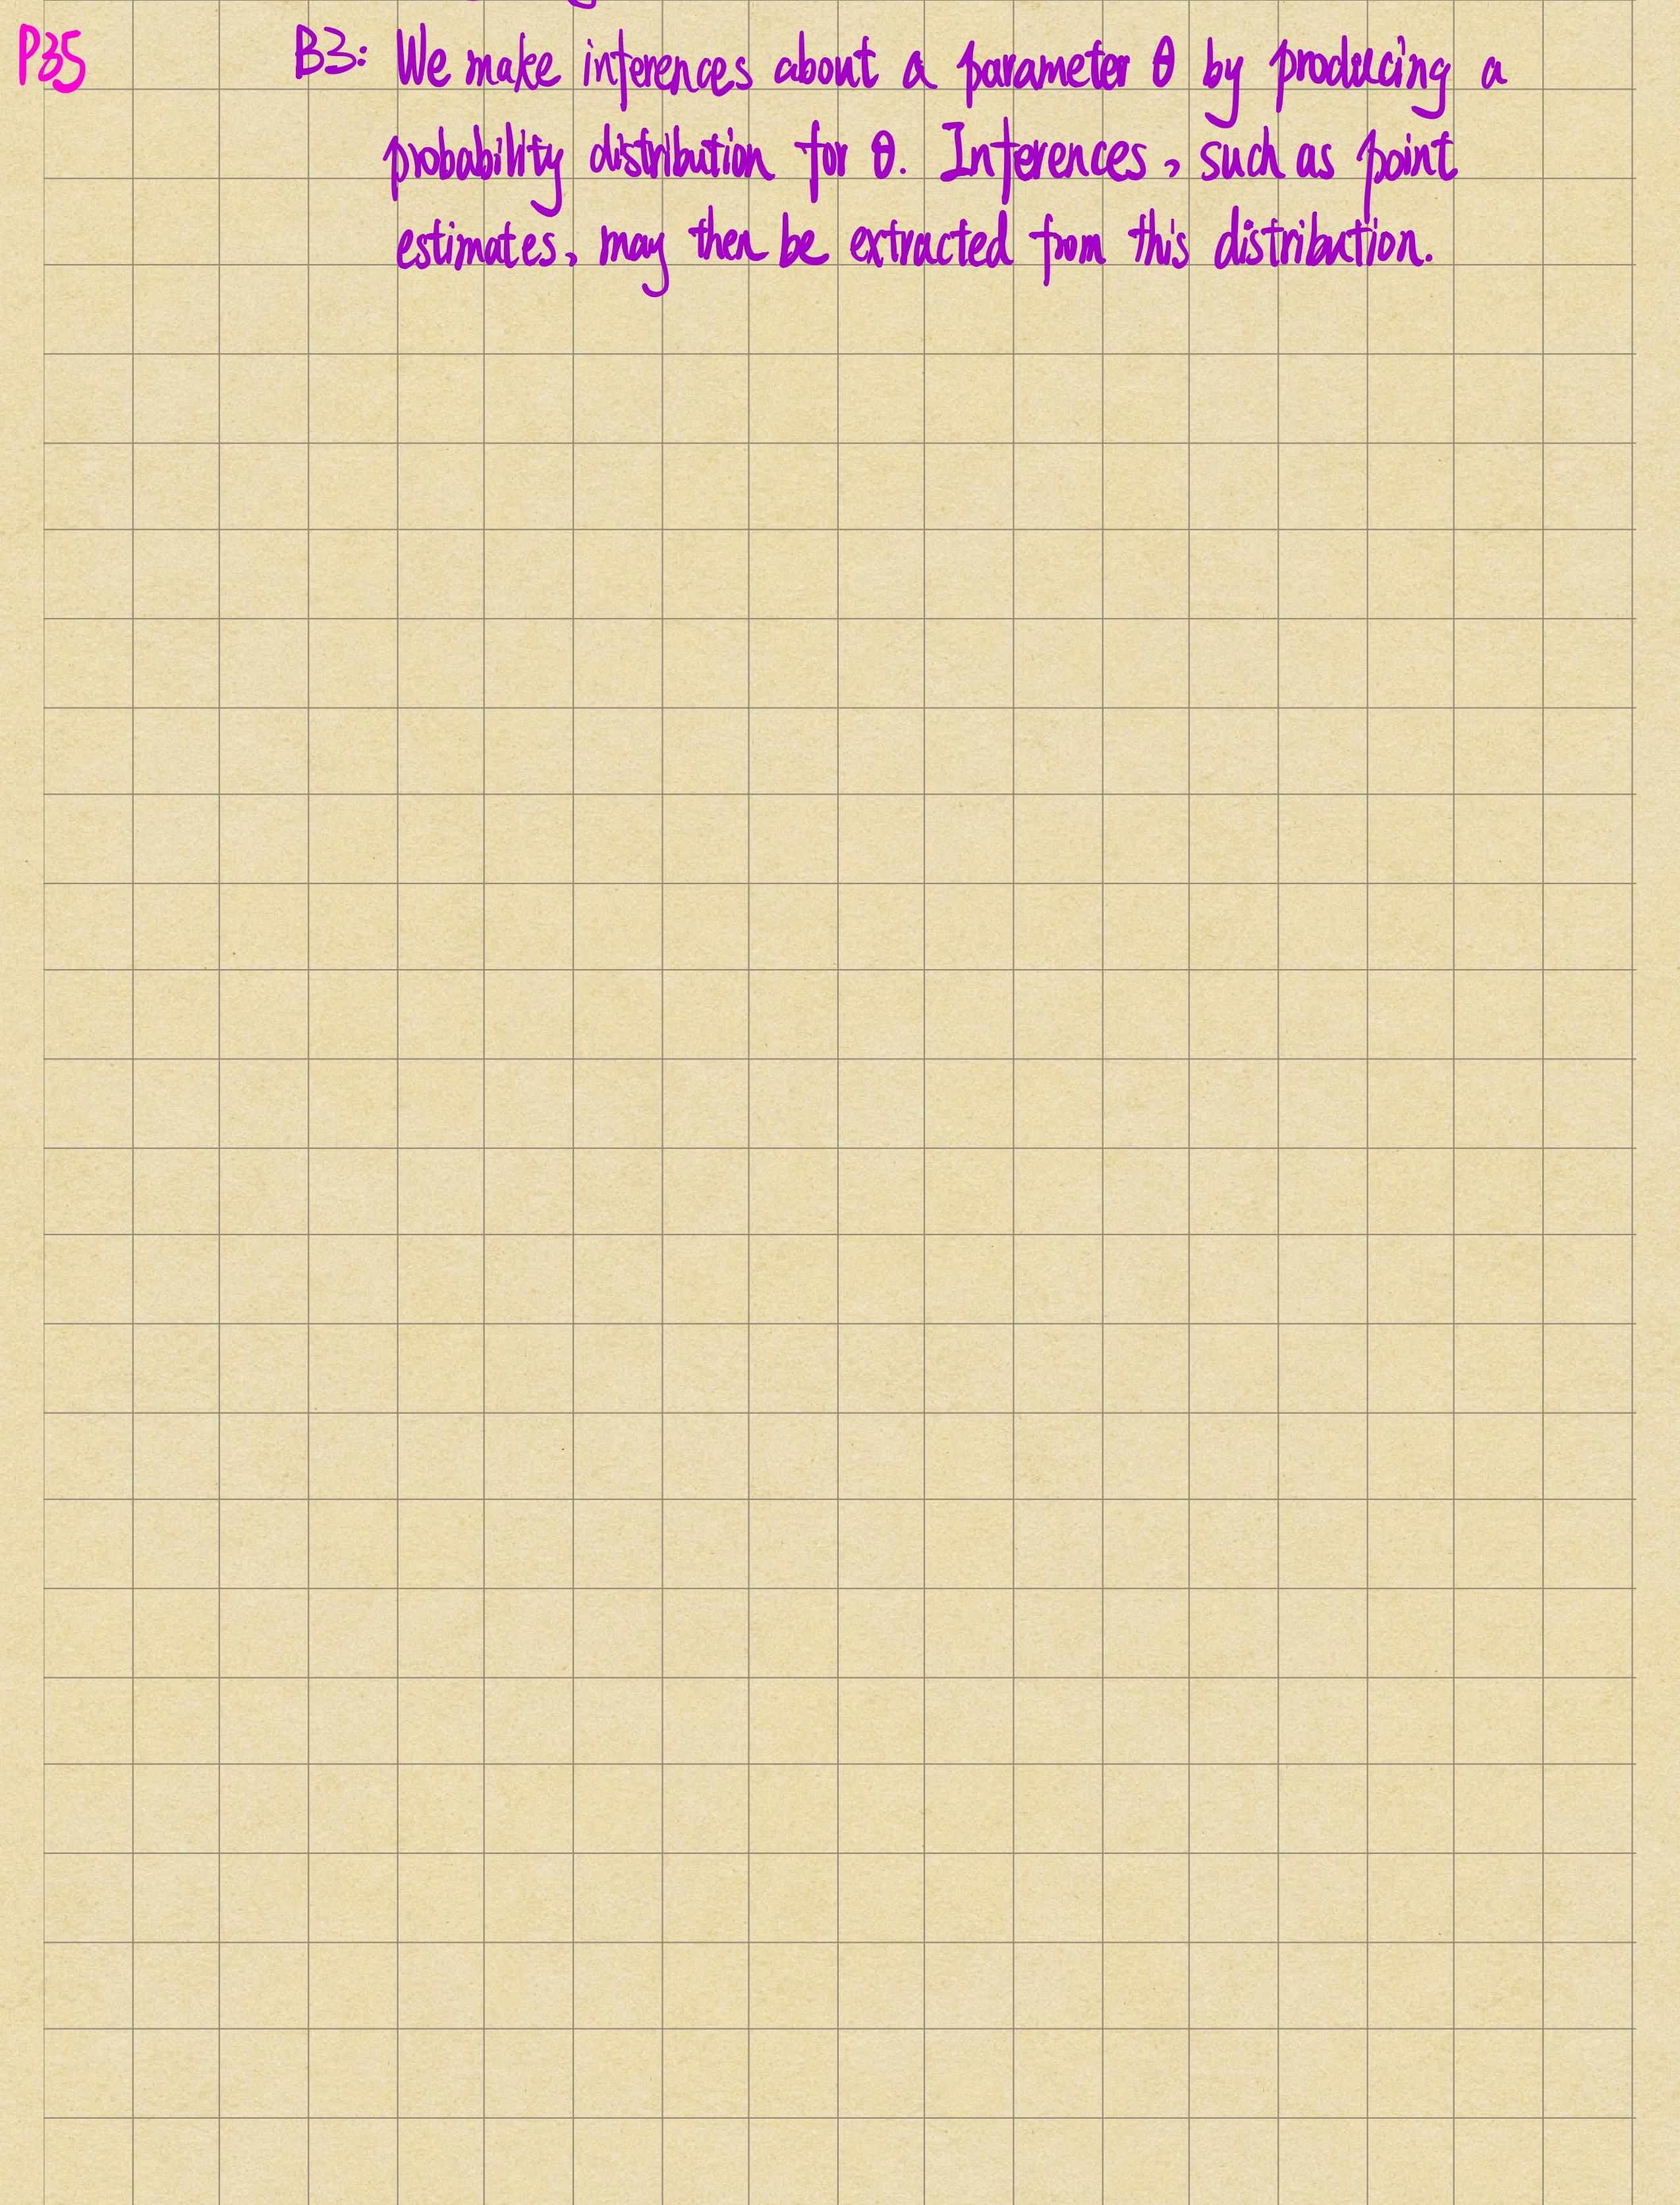 P35 B3: We make inferences about a parameter θ by producing a
probability distribution for θ. Inferences, such as point
estimates, may then be extracted from this distribution.